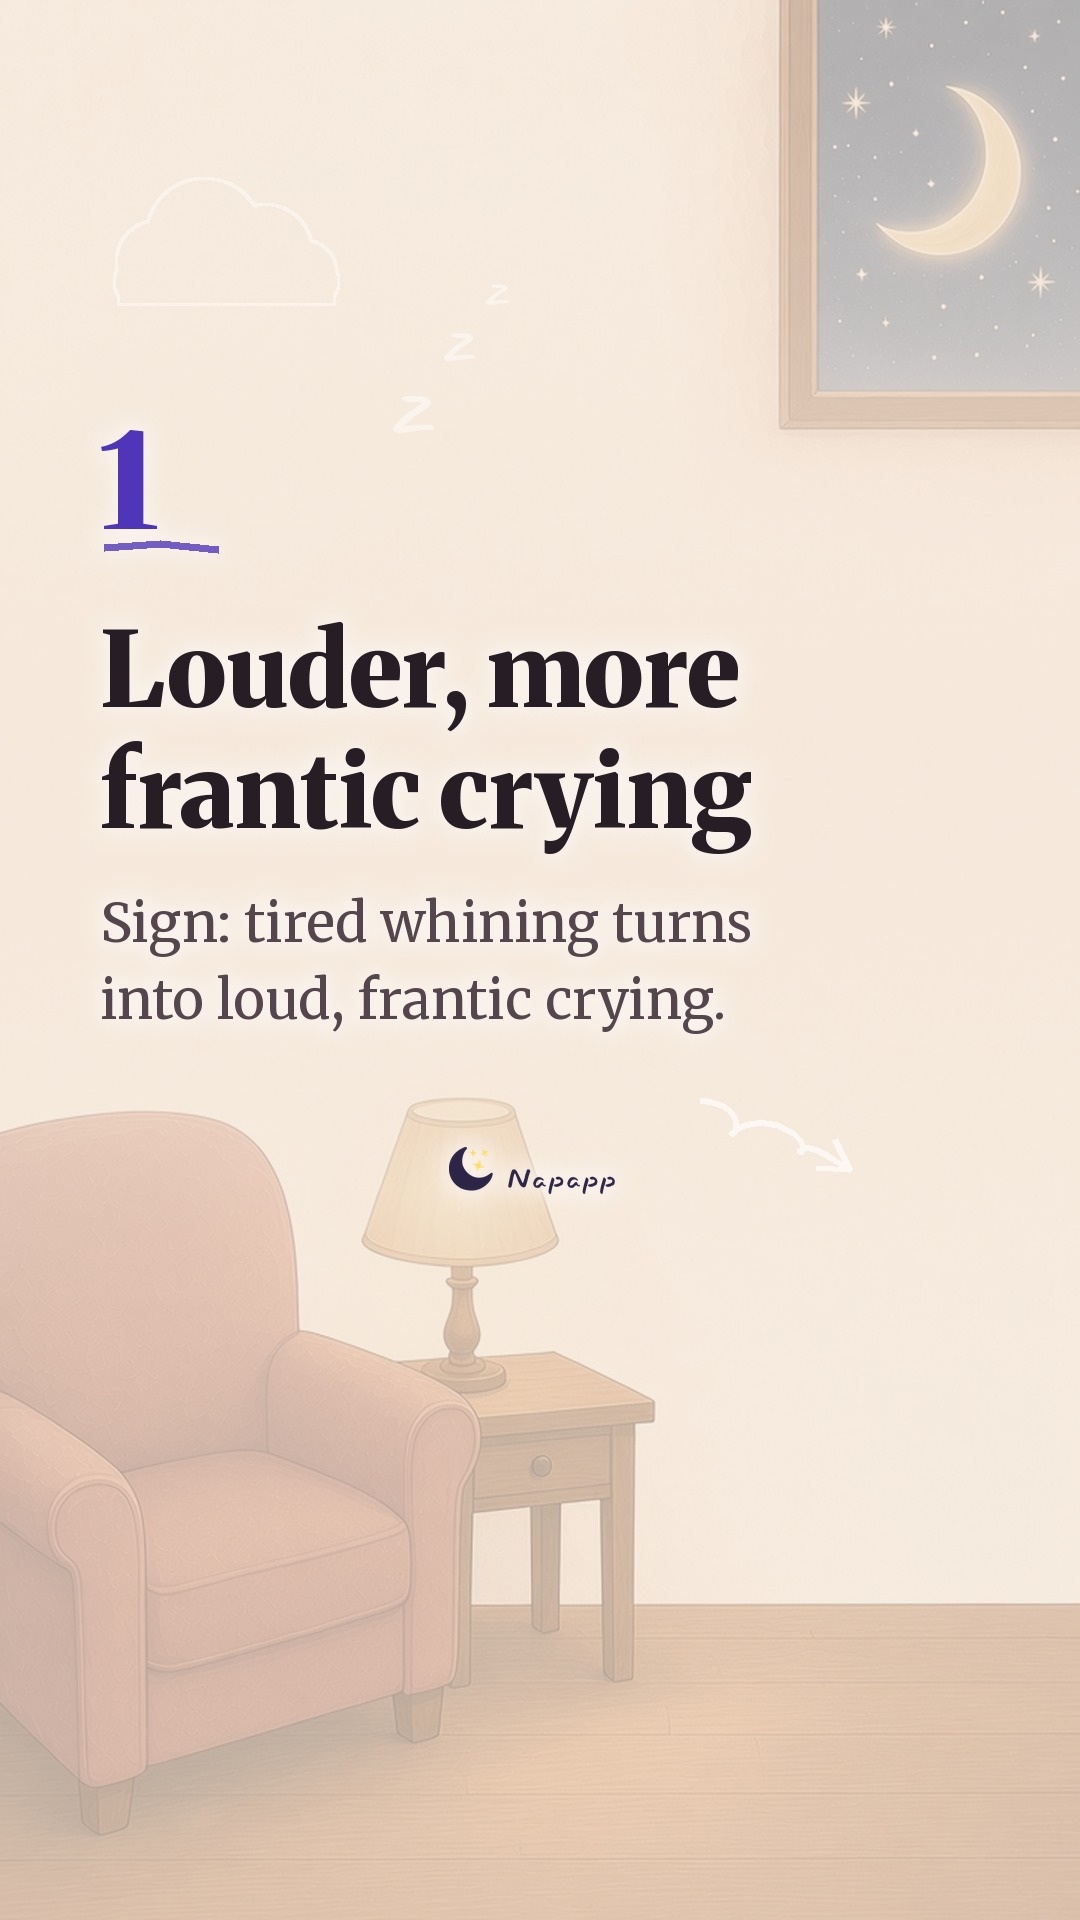 z
z
z
1
Louder, more
frantic crying
Sign: tired whining turns
into loud, frantic crying.
Napapp